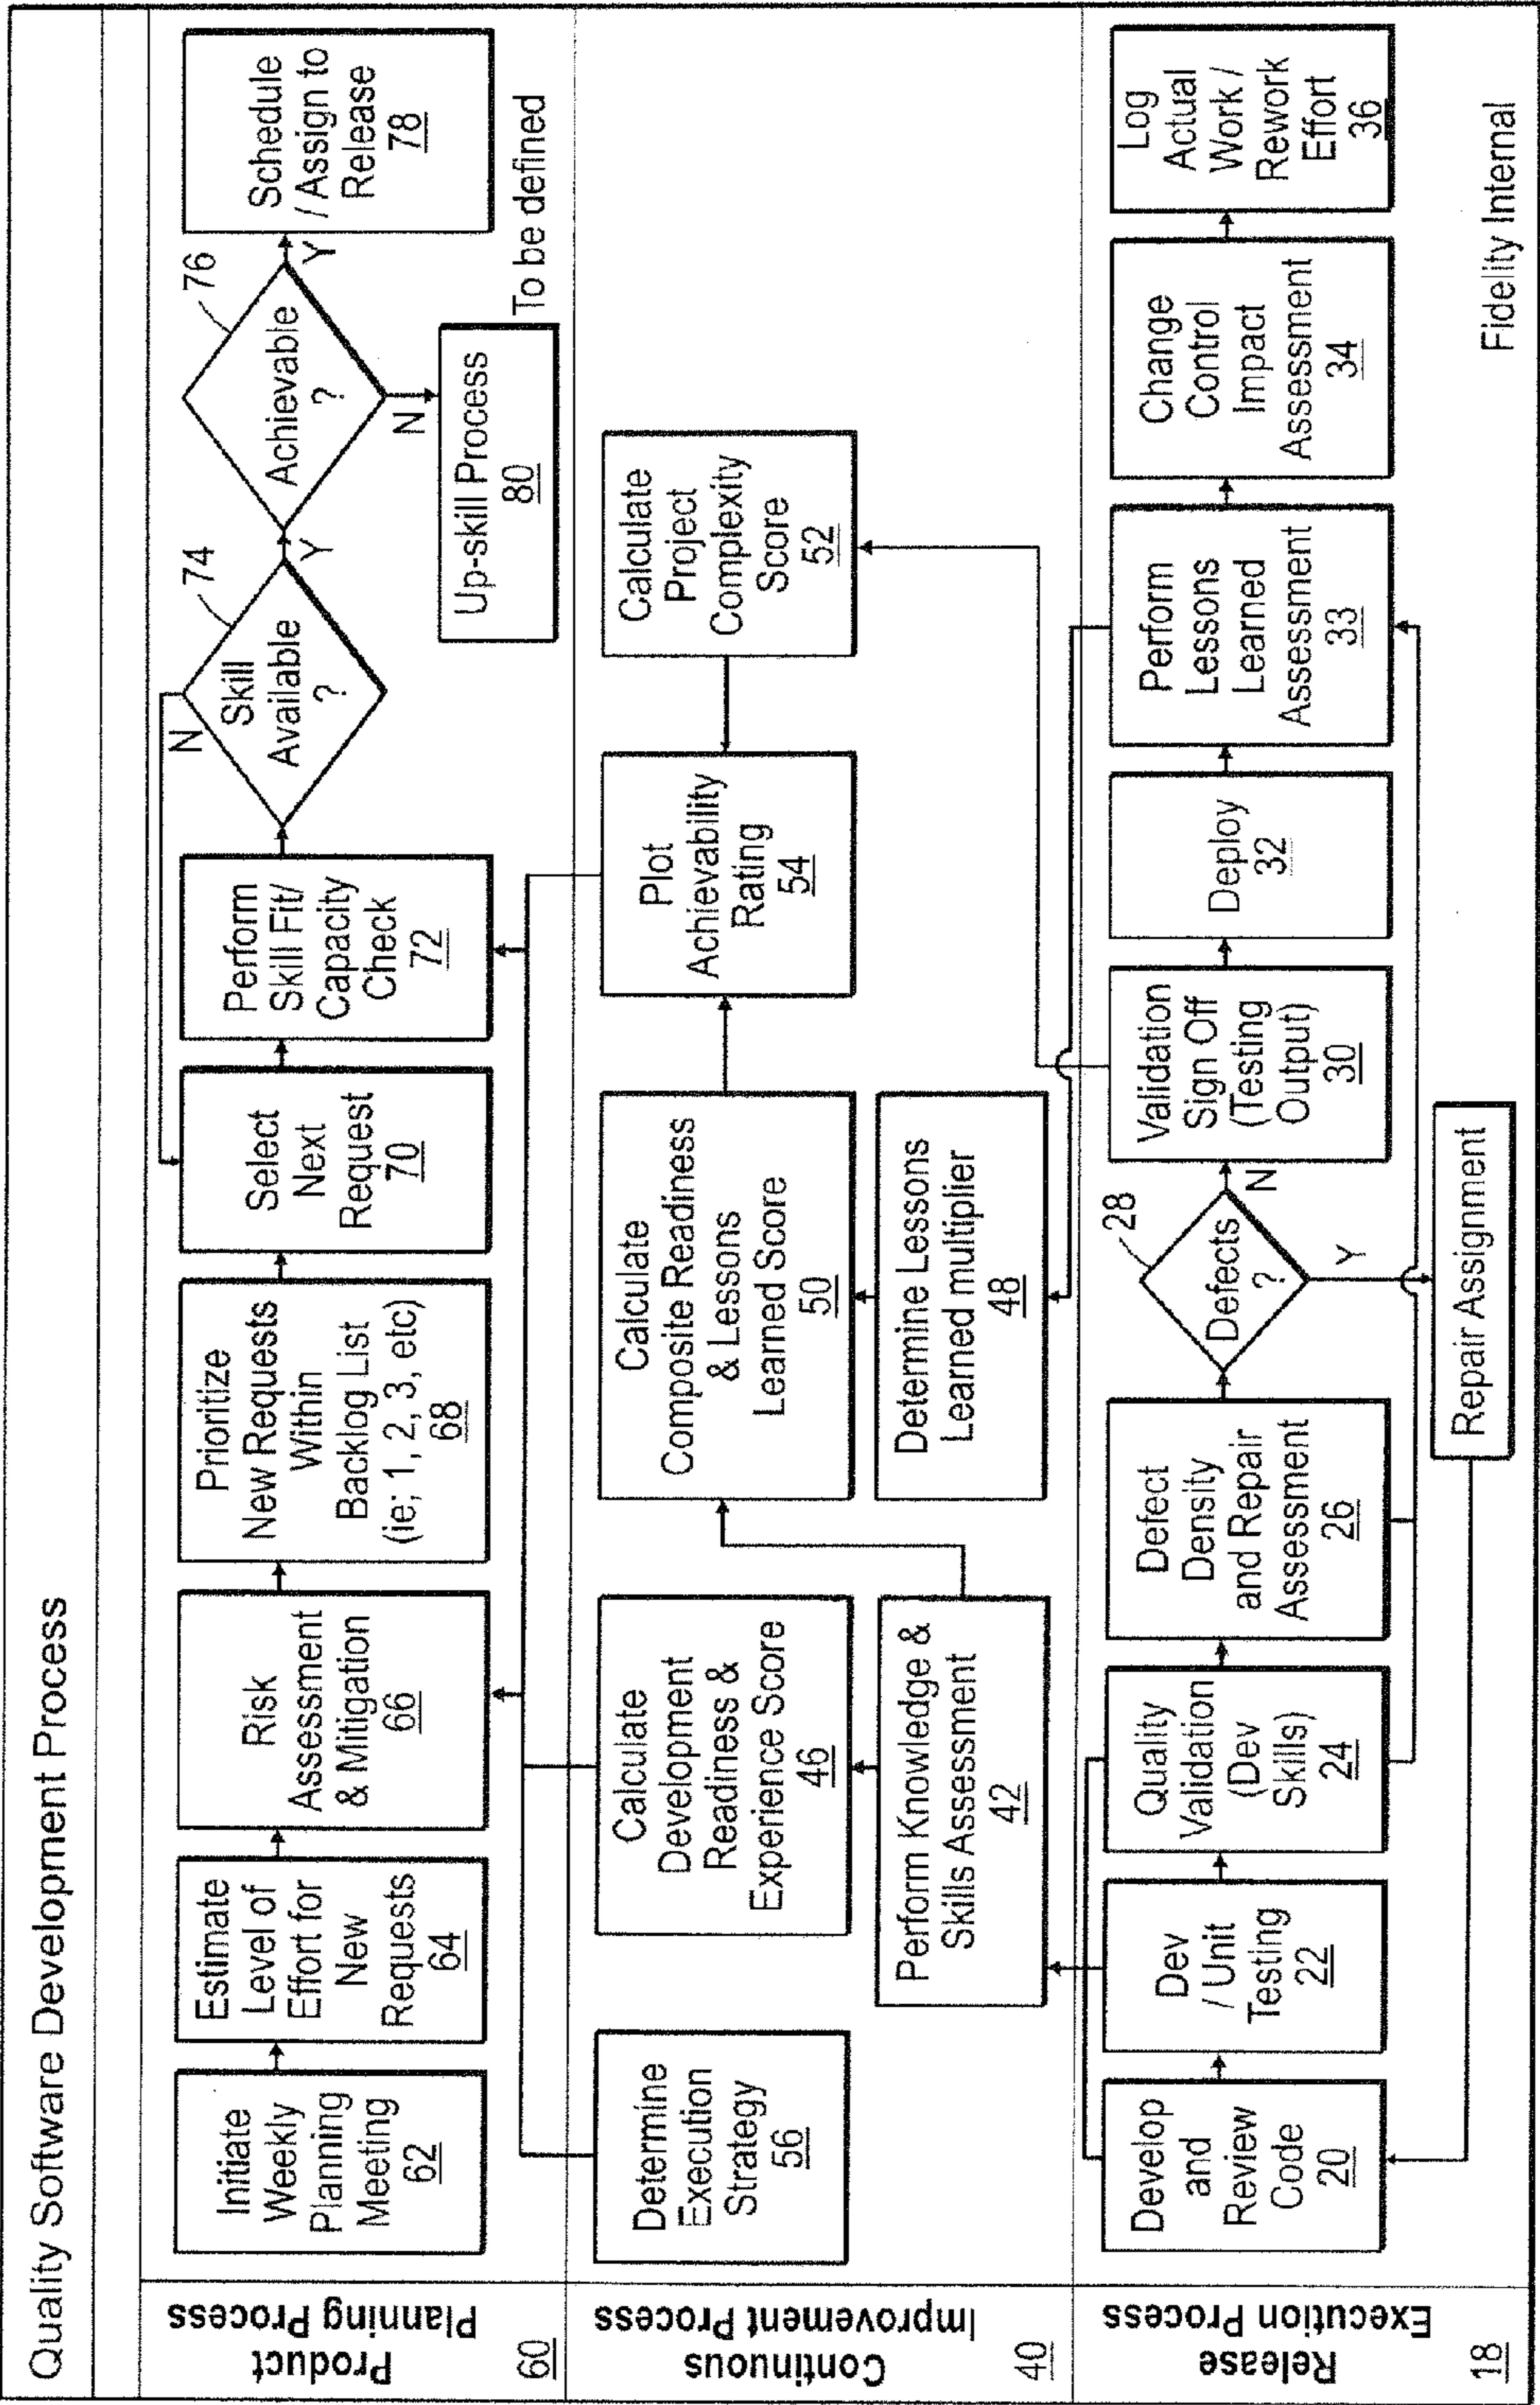 Quality Software Development Process
Product
Planning Process
60
Initiate
Weekly
Planning
Meeting
62
Estimate
Level of
Effort for
New
Requests
64
Risk
Assessment
& Mitigation
66
Prioritize
New Requests
Within
Backlog List
(ie; 1, 2, 3, etc)
68
Select
Next
Request
70
Perform
Skill Fit/
Capacity
Check
72
N
Skill
Available
?
74
Y
Achievable
?
76
Y
N
Schedule
/ Assign to
Release
78
Up-skill Process
80
To be defined
Continuous
Improvement Process
40
Determine
Execution
Strategy
56
Calculate
Development
Readiness &
Experience Score
46
Perform Knowledge &
Skills Assessment
42
Calculate
Composite Readiness
& Lessons
Learned Score
50
Determine Lessons
Learned multiplier
48
Plot
Achievability
Rating
54
Calculate
Project
Complexity
Score
52
Release
Execution Process
18
Develop
and
Review
Code
20
Dev
/ Unit
Testing
22
Quality
Validation
(Dev
Skills)
24
Defect
Density
and Repair
Assessment
26
Defects
?
28
N
Y
Repair Assignment
Validation
Sign Off
(Testing
Output)
30
Deploy
32
Perform
Lessons
Learned
Assessment
33
Change
Control
Impact
Assessment
34
Log
Actual
Work /
Rework
Effort
36
Fidelity Internal